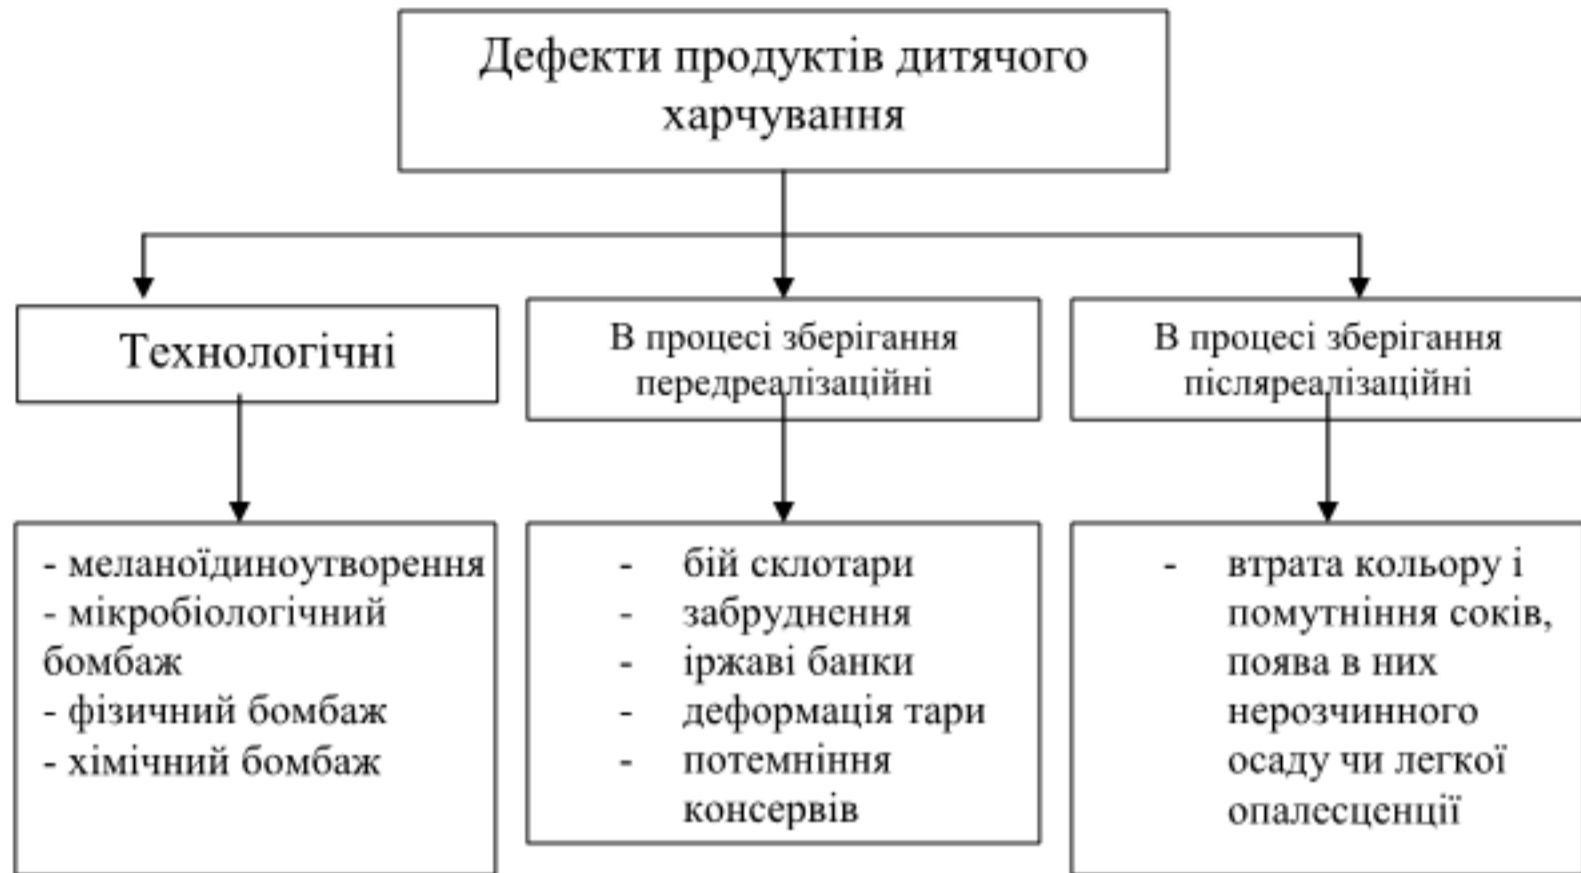 Дефекти продуктів дитячого
харчування
Технологічні
В процесі зберігання
передреалізаційні
В процесі зберігання
післяреалізаційні
- меланоїдиноутворення
- мікробіологічний
бомбаж
- фізичний бомбаж
- хімічний бомбаж
- бій склотари
- забруднення
- іржаві банки
- деформація тари
- потемніння
консервів
- втрата кольору і
помутніння соків,
поява в них
нерозчинного
осаду чи легкої
опалесценції